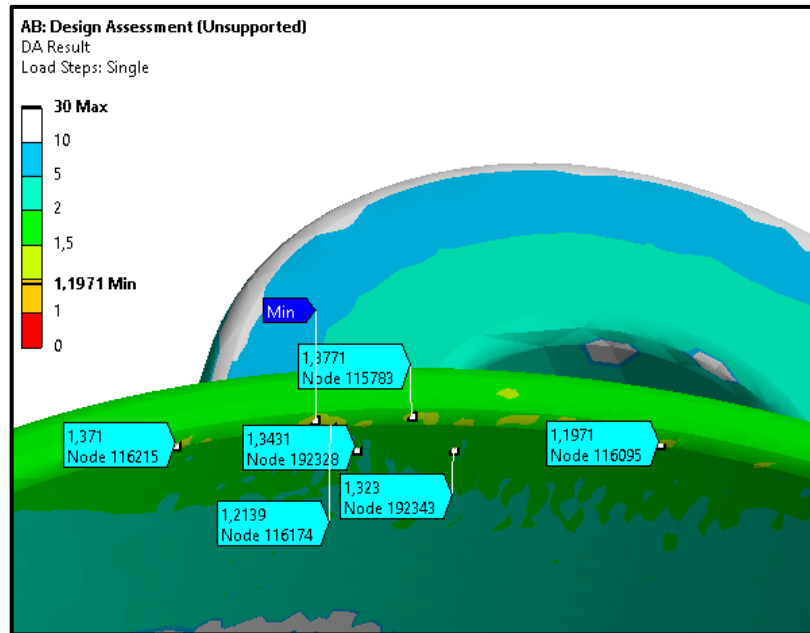 AB: Design Assessment (Unsupported)
DA Result
Load Steps: Single
30 Max
10
5
2
1,5
1,1971 Min
1
0
Min
1,3771
Node 115783
1,371
Node 116215
1,3431
Node 192328
1,1971
Node 116095
1,323
Node 192343
1,2139
Node 116174